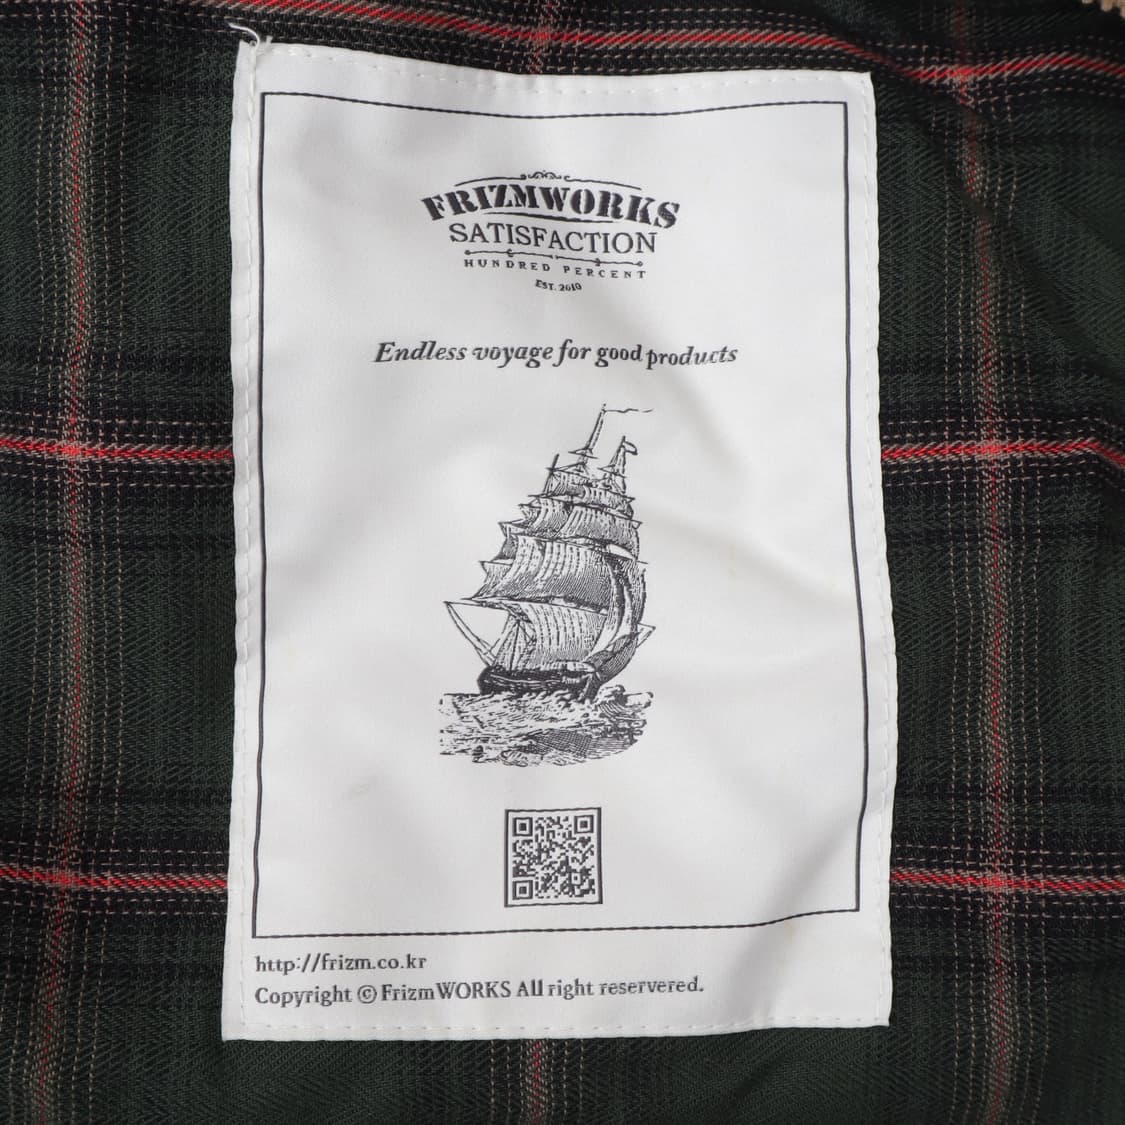 FRIZMWORKS
SATISFACTION
HUNDRED PERCENT
EST. 2010
Endless voyage for good products
http://frizm.co.kr
Copyright © FrizmWORKS All right reservered.